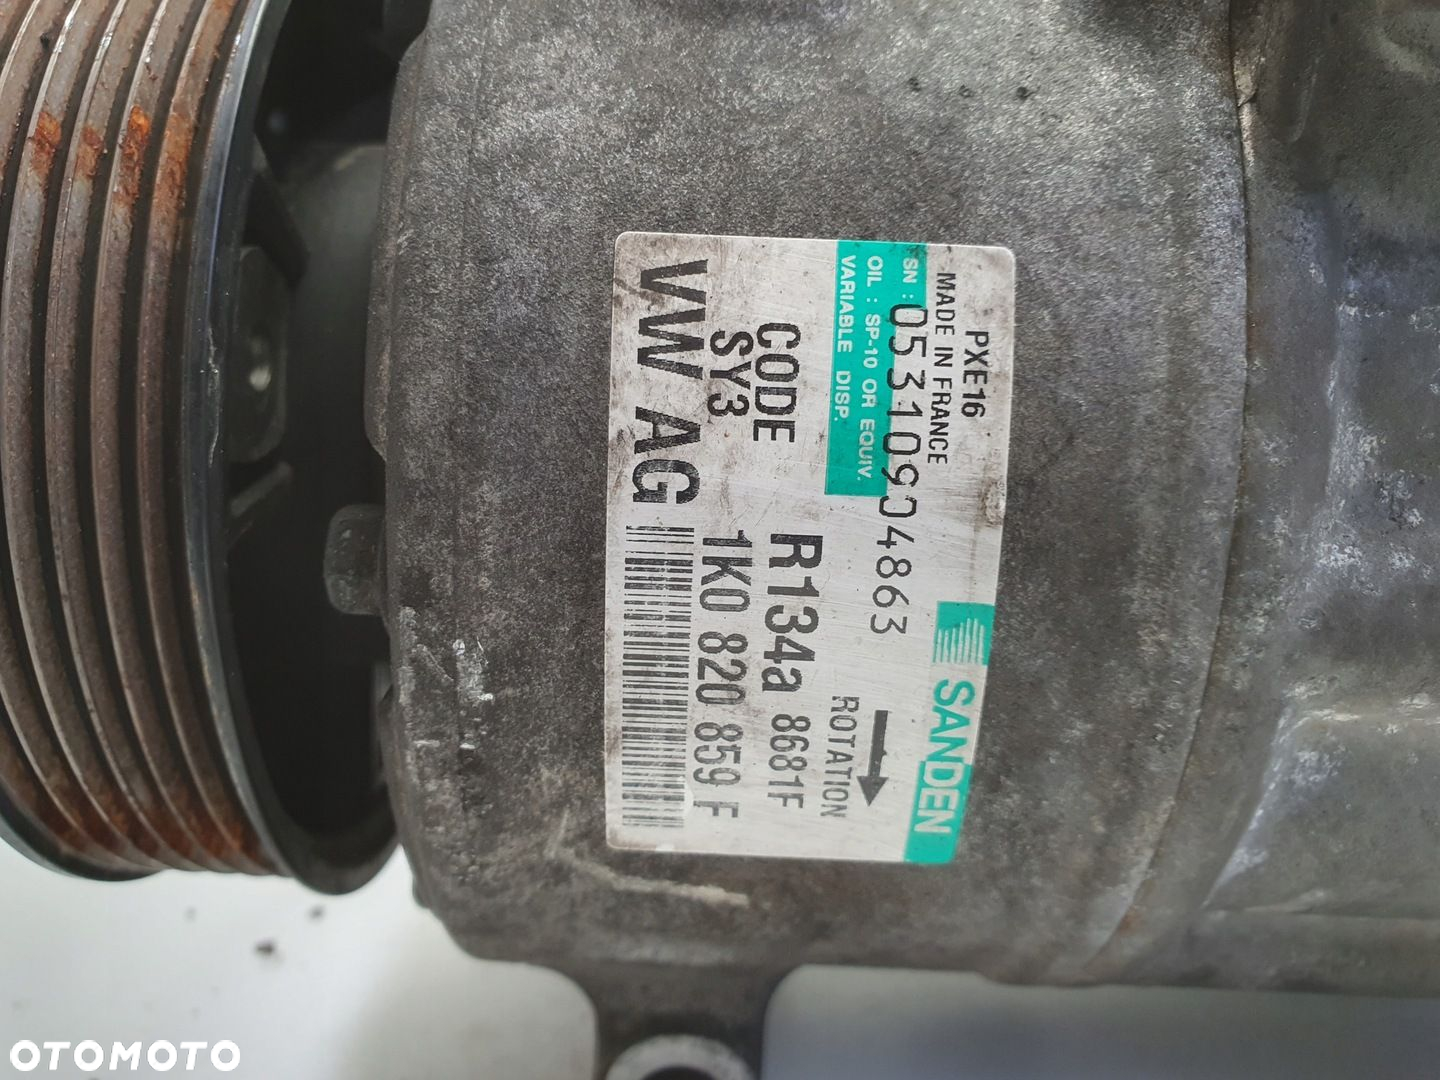 PXE16
MADE IN FRANCE
SN: 0531090 04863
OIL : SP-10 OR EQUIV.
VARIABLE DISP.
SANDEN
ROTATION
CODE
SY3
R134a 8681F
1K0 820 859 F
VW AG
OTOMOTO